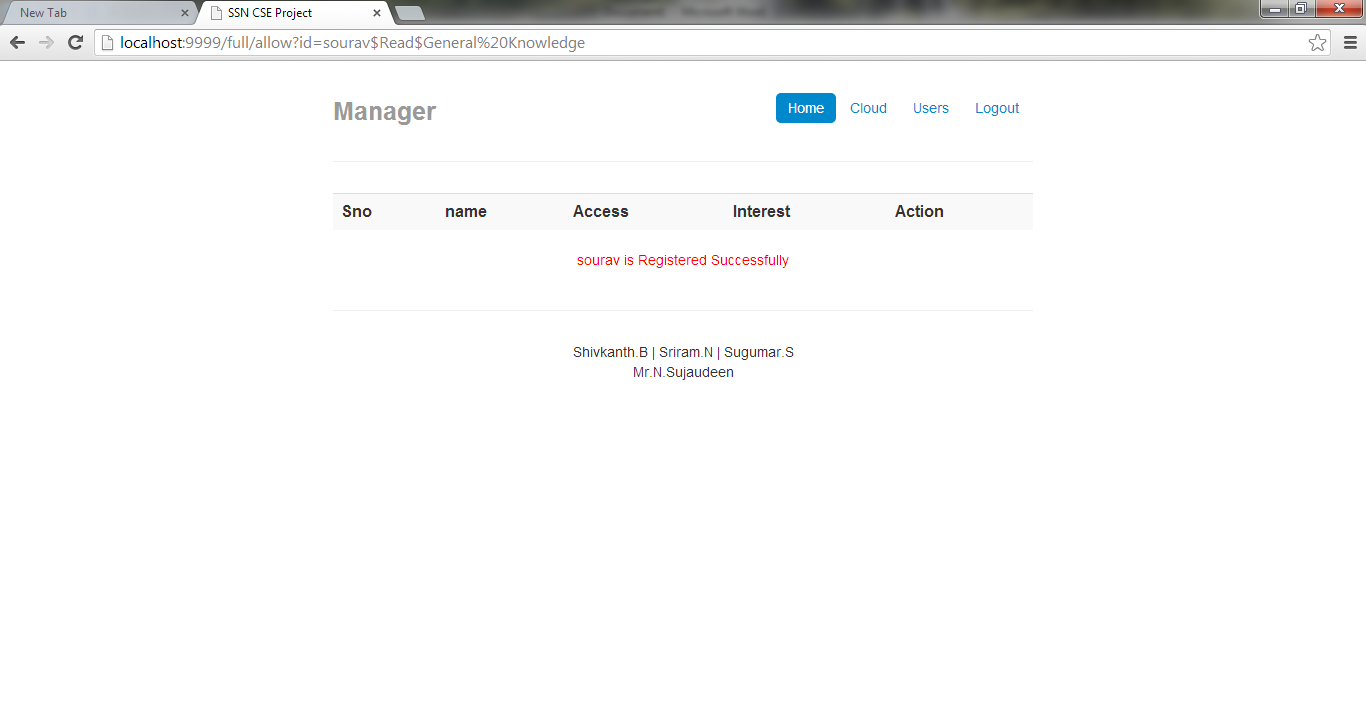 New Tab
SSN CSE Project
localhost:9999/full/allow?id=sourav$Read$General%20Knowledge
Manager
Home Cloud Users Logout
Sno name Access Interest Action
sourav is Registered Successfully
Shivkanth.B | Sriram.N | Sugumar.S
Mr.N.Sujaudeen